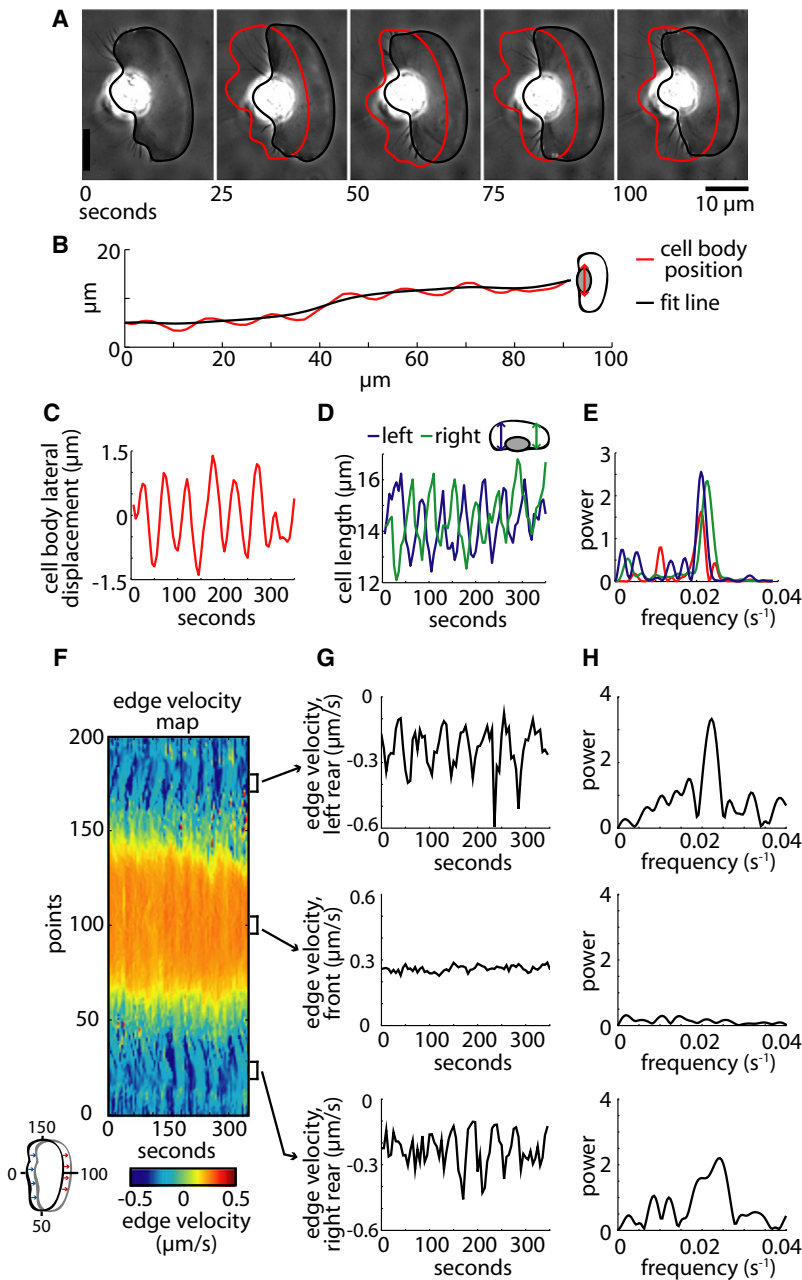 A
0 25 50 75 100
seconds
10 μm
B
20
10
0
μm
0 20 40 60 80 100
μm
cell body
position
fit line
C
cell body lateral
displacement (μm)
1.5
0
-1.5
0 100 200 300
seconds
D
left right
cell length (μm)
16
14
12
0 100 200 300
seconds
E
power
3
2
1
0
0 0.02 0.04
frequency (s-1)
F
edge velocity
map
points
200
150
100
50
0
0 150 300
seconds
150
0 100
50
-0.5 0 0.5
edge velocity
(μm/s)
G
edge velocity,
left rear (μm/s)
0
-0.3
-0.6
0 100 200 300
seconds
edge velocity,
front (μm/s)
0.6
0.3
0
0 100 200 300
seconds
edge velocity,
right rear (μm/s)
0
-0.3
-0.6
0 100 200 300
seconds
H
power
4
2
0
0 0.02 0.04
frequency (s-1)
power
4
2
0
0 0.02 0.04
frequency (s-1)
power
4
2
0
0 0.02 0.04
frequency (s-1)